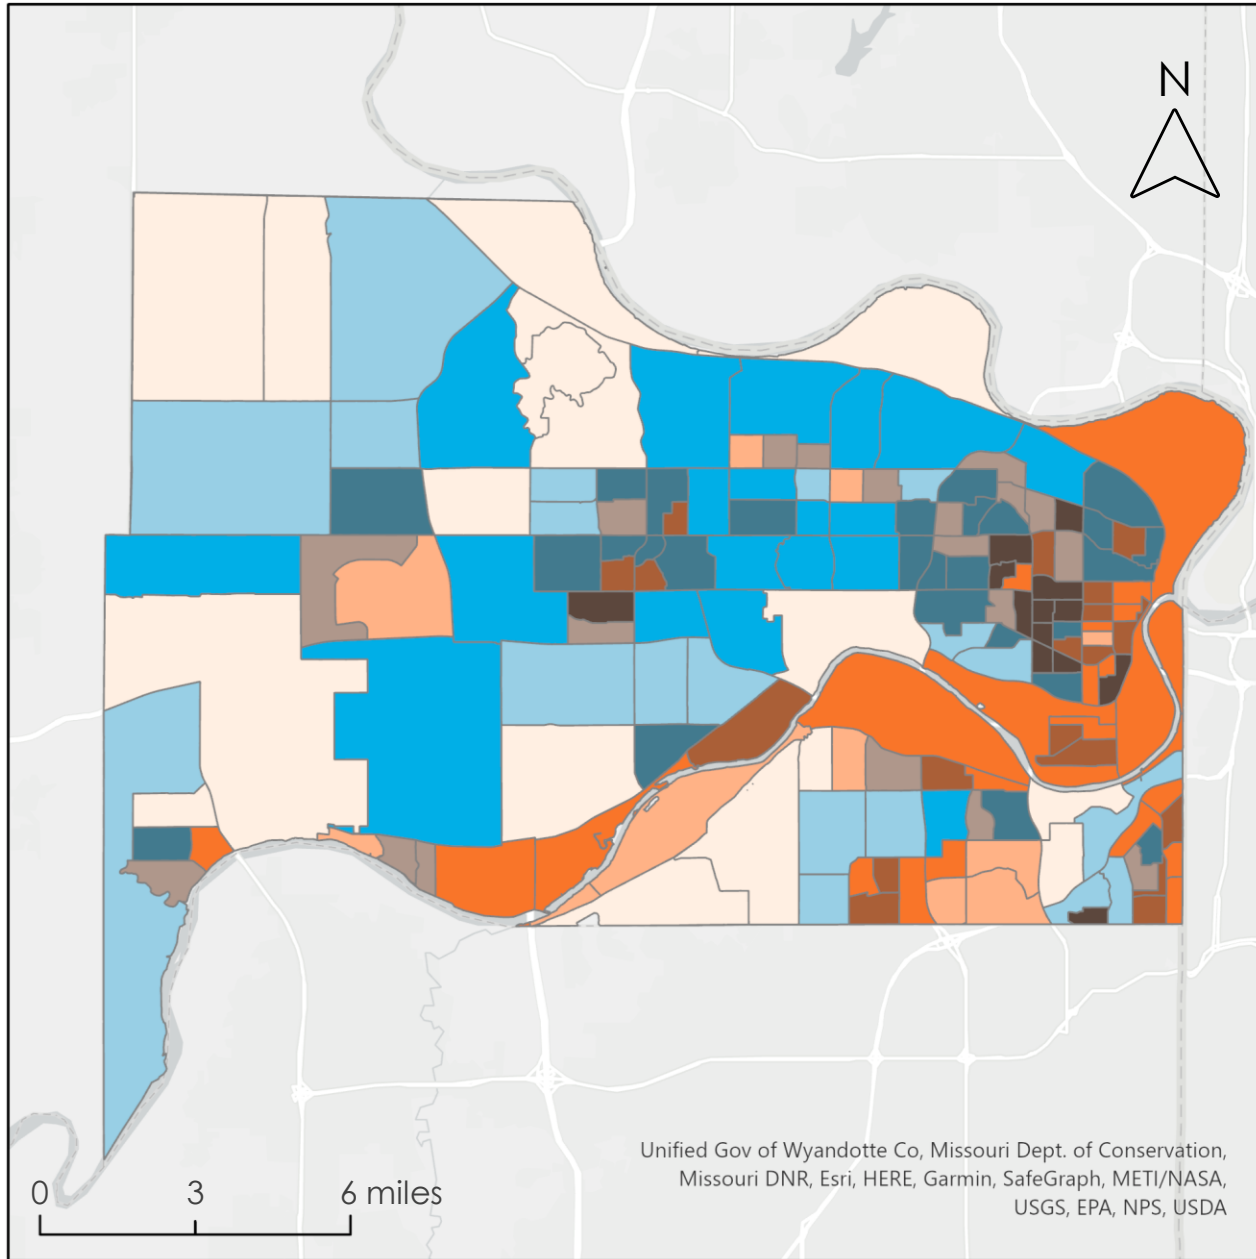 N
0 3 6 miles
Unified Gov of Wyandotte Co, Missouri Dept. of Conservation,
Missouri DNR, Esri, HERE, Garmin, SafeGraph, METI/NASA,
USGS, EPA, NPS, USDA